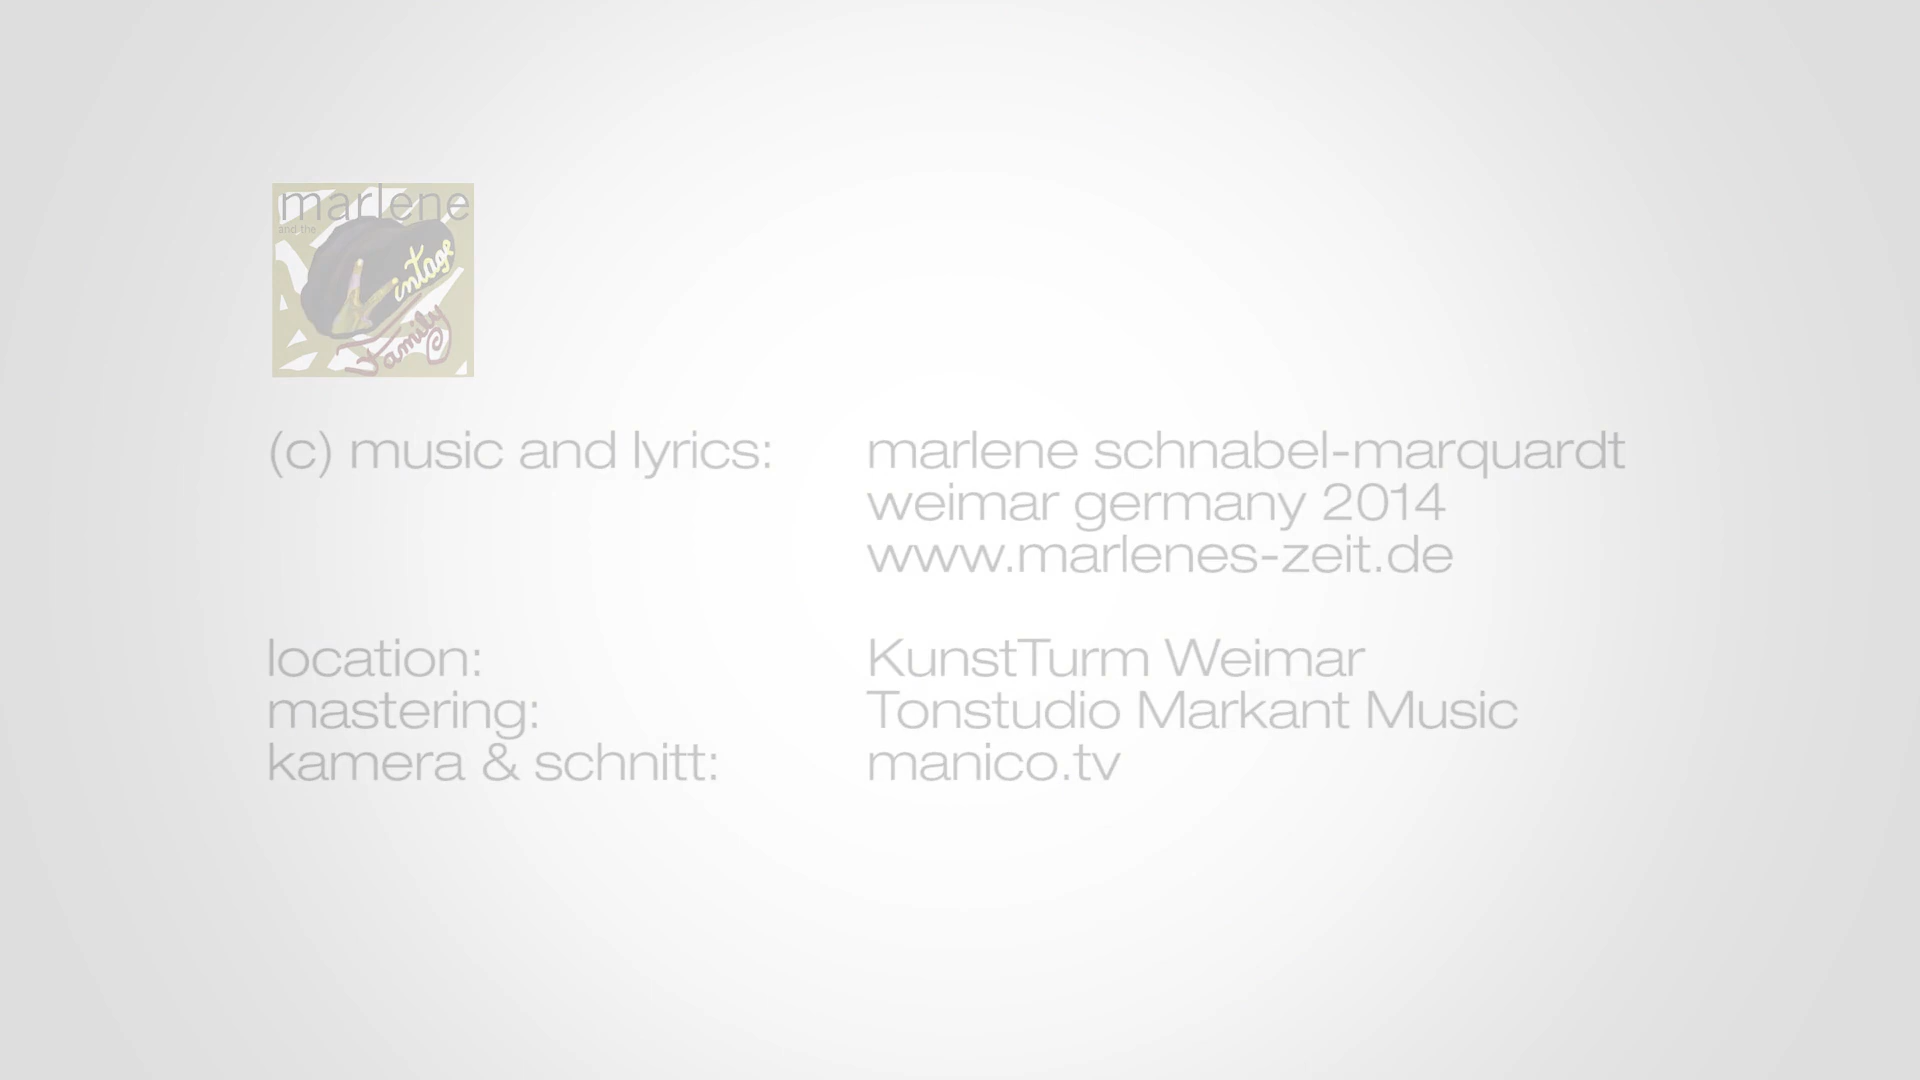 marlene
and the
intage
family
(c) music and lyrics: marlene schnabel-marquardt
weimar germany 2014
www.marlenes-zeit.de
location: KunstTurm Weimar
mastering: Tonstudio Markant Music
kamera & schnitt: manico.tv